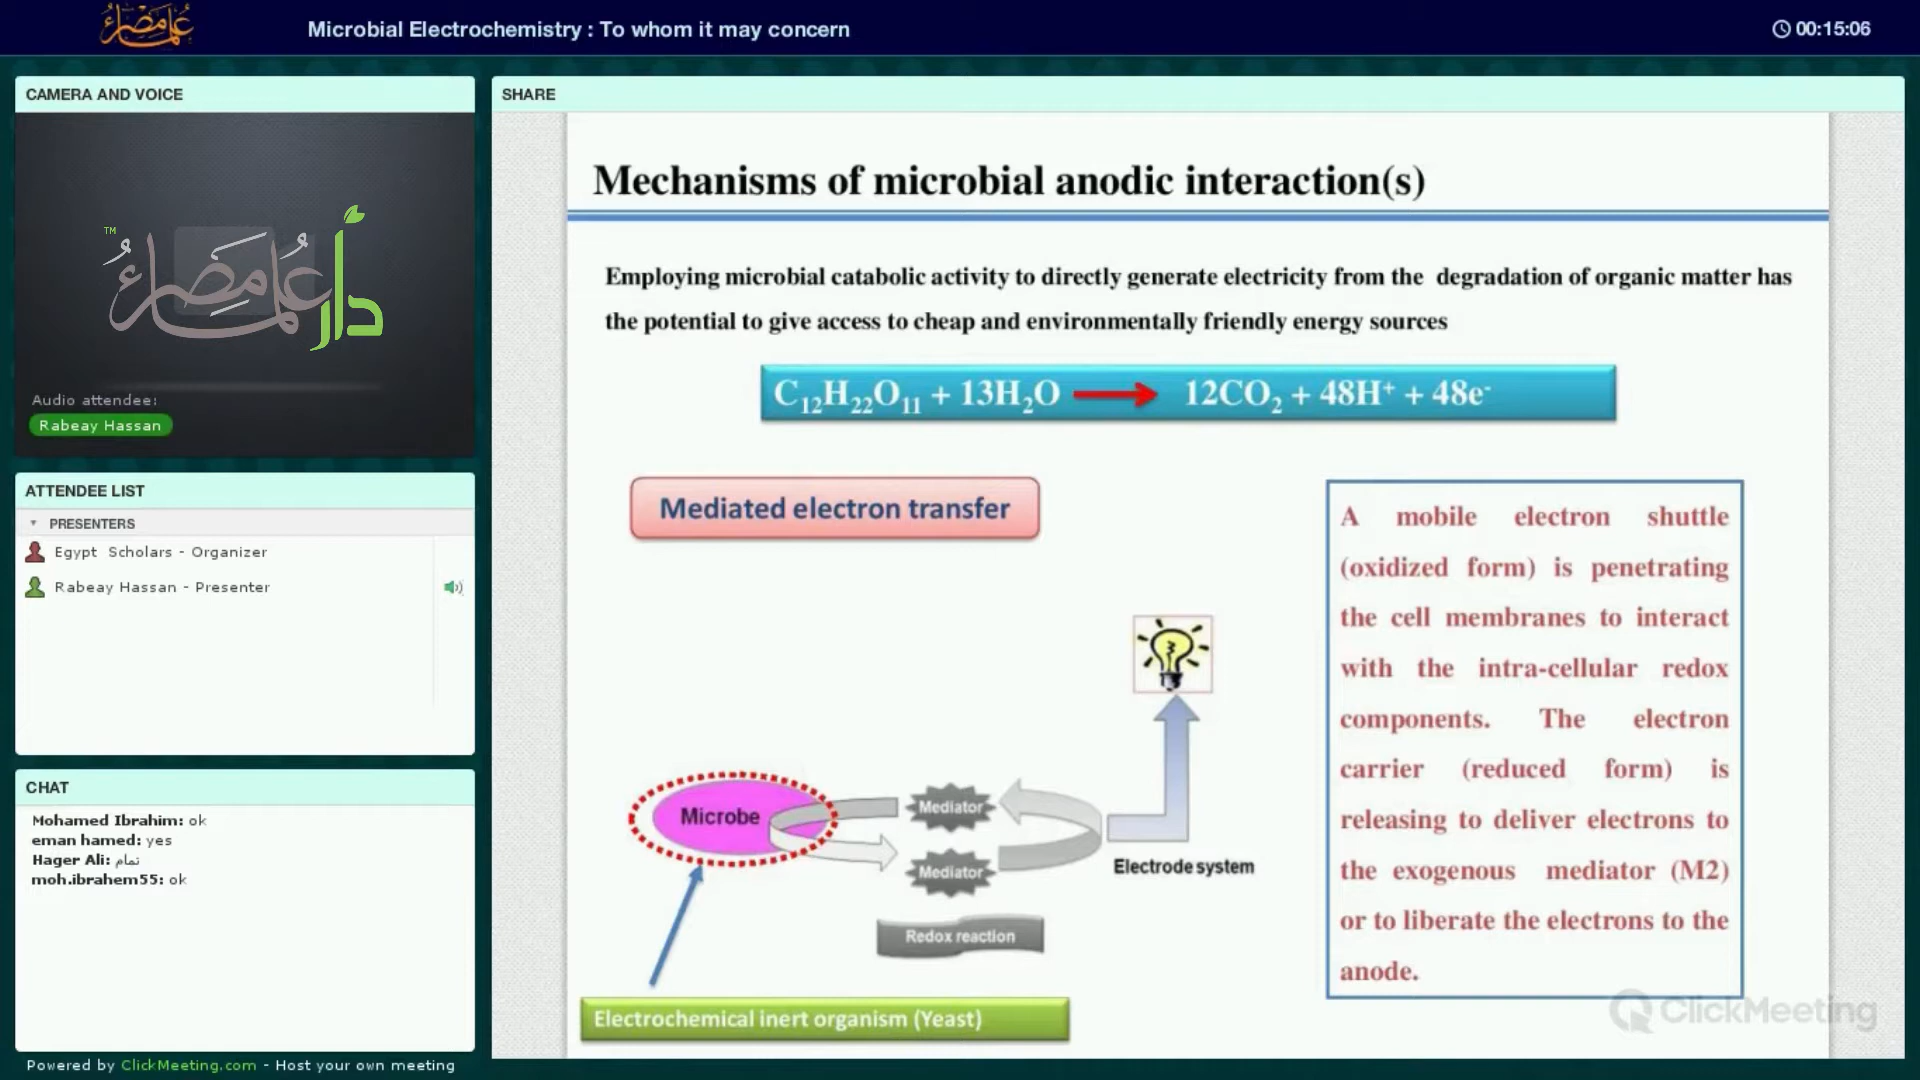 علماء مصر
Microbial Electrochemistry : To whom it may concern
00:15:06
CAMERA AND VOICE
TM
دار علماء مصر
Audio attendee:
Rabeay Hassan
ATTENDEE LIST
PRESENTERS
Egypt Scholars - Organizer
Rabeay Hassan - Presenter
CHAT
Mohamed Ibrahim: ok
eman hamed: yes
Hager Ali: تمام
moh.ibrahem55: ok
Powered by ClickMeeting.com - Host your own meeting
SHARE
Mechanisms of microbial anodic interaction(s)
Employing microbial catabolic activity to directly generate electricity from the degradation of organic matter has
the potential to give access to cheap and environmentally friendly energy sources
C₁₂H₂₂O₁₁ + 13H₂O → 12CO₂ + 48H⁺ + 48e⁻
Mediated electron transfer
Microbe
Mediator
Mediator
Electrode system
Redox reaction
Electrochemical inert organism (Yeast)
A mobile electron shuttle
(oxidized form) is penetrating
the cell membranes to interact
with the intra-cellular redox
components. The electron
carrier (reduced form) is
releasing to deliver electrons to
the exogenous mediator (M2)
or to liberate the electrons to the
anode.
ClickMeeting